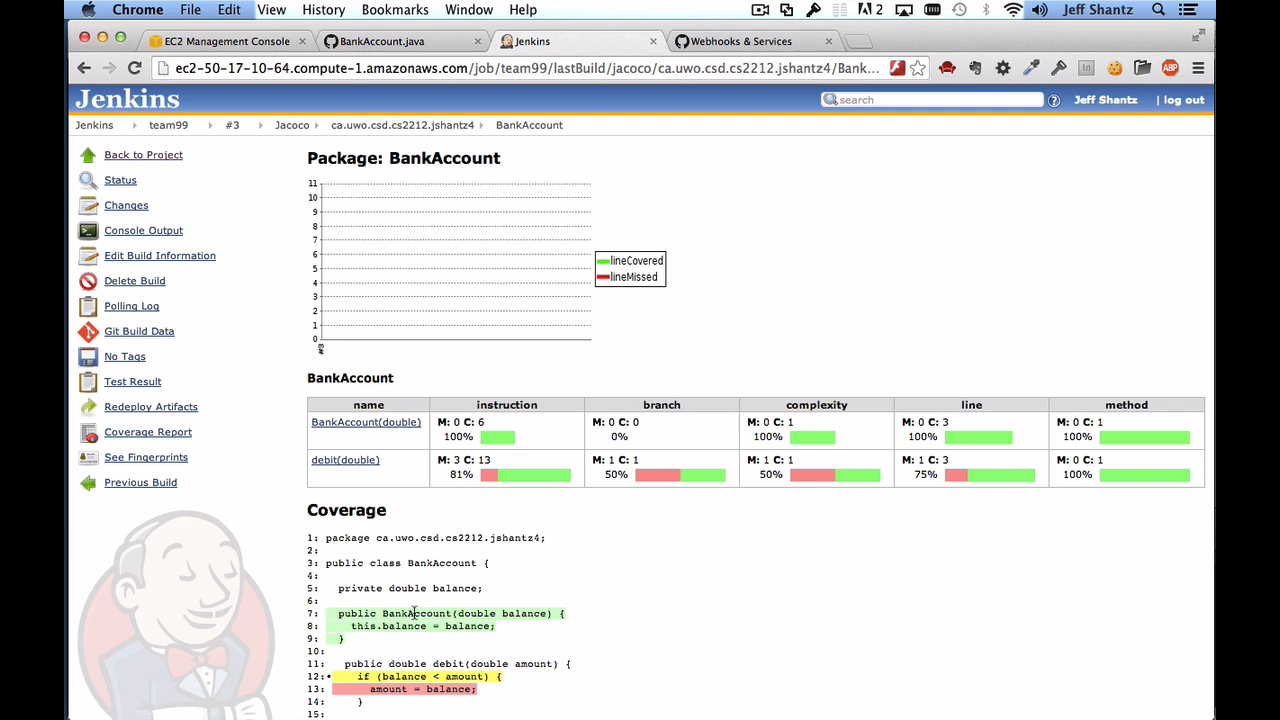 Chrome File Edit View History Bookmarks Window Help 2 Jeff Shantz
EC2 Management Console × BankAccount.java × Jenkins × Webhooks & Services ×
ec2-50-17-10-64.compute-1.amazonaws.com/job/team99/lastBuild/jacoco/ca.uwo.csd.cs2212.jshantz4/Bank... ABP
Jenkins search Jeff Shantz | log out
Jenkins team99 #3 Jacoco ca.uwo.csd.cs2212.jshantz4 BankAccount
Back to Project
Status
Changes
Console Output
Edit Build Information
Delete Build
Polling Log
Git Build Data
No Tags
Test Result
Redeploy Artifacts
Coverage Report
See Fingerprints
Previous Build
Package: BankAccount
11
10
9
8
7
6
5
4
3
2
1
0
#3
lineCovered
lineMissed
BankAccount
name instruction branch complexity line method
BankAccount(double) M: 0 C: 6 M: 0 C: 0 M: 0 C: 1 M: 0 C: 3 M: 0 C: 1
100% 0% 100% 100% 100%
debit(double) M: 3 C: 13 M: 1 C: 1 M: 1 C: 1 M: 1 C: 3 M: 0 C: 1
81% 50% 50% 75% 100%
Coverage
1: package ca.uwo.csd.cs2212.jshantz4;
2:
3: public class BankAccount {
4:
5: private double balance;
6:
7: public BankAccount(double balance) {
8: this.balance = balance;
9: }
10:
11: public double debit(double amount) {
12: if (balance < amount) {
13: amount = balance;
14: }
15: